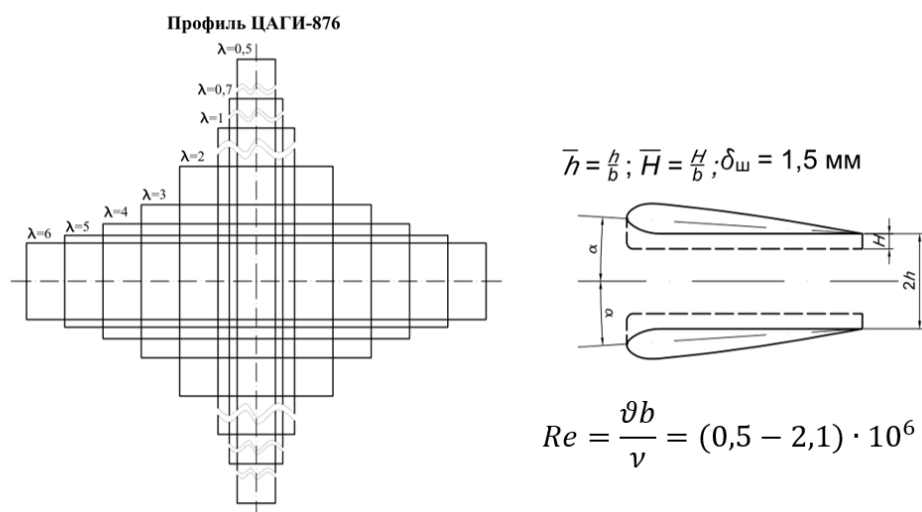 Профиль ЦАГИ-876
λ=0,5
λ=0,7
λ=1
λ=2
λ=3
λ=4
λ=5
λ=6
h̅ = h/b ; H̅ = H/b ; δш = 1,5 мм
α
H
2h
α
Re = ϑb/ν = (0,5 − 2,1) · 10⁶